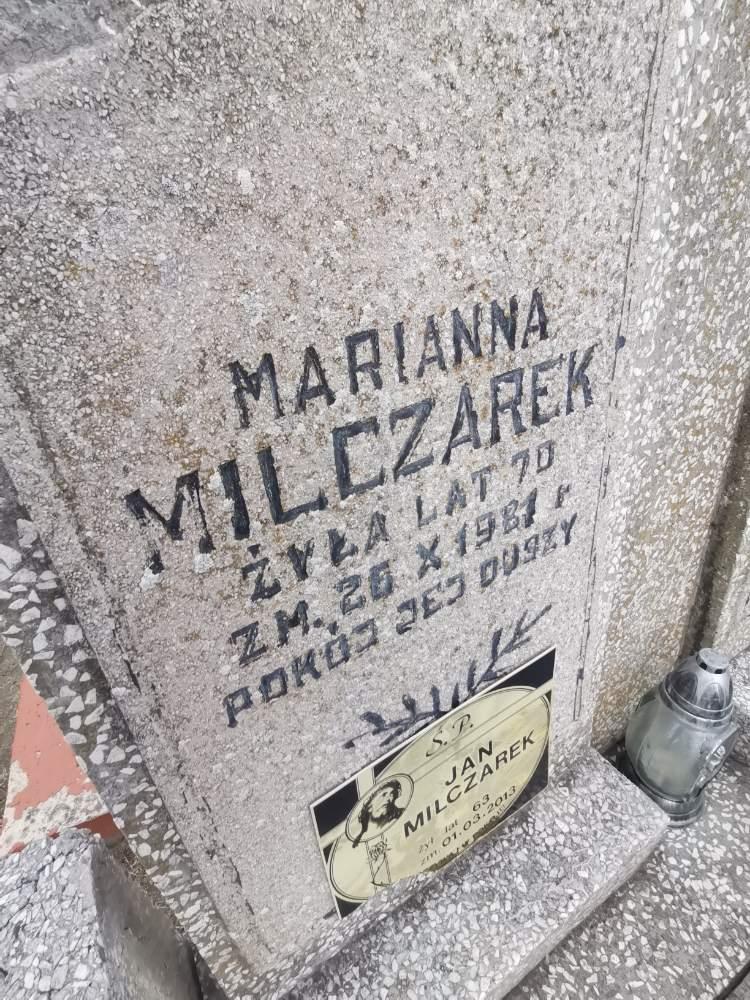 MARIANNA
MILCZAREK
ŻYŁA LAT 70
ZM. 26 X 1981 r
POKÓJ JEJ DUSZY
Ś. P.
JAN
MILCZAREK
żył lat 63
zm. 01.03.2013